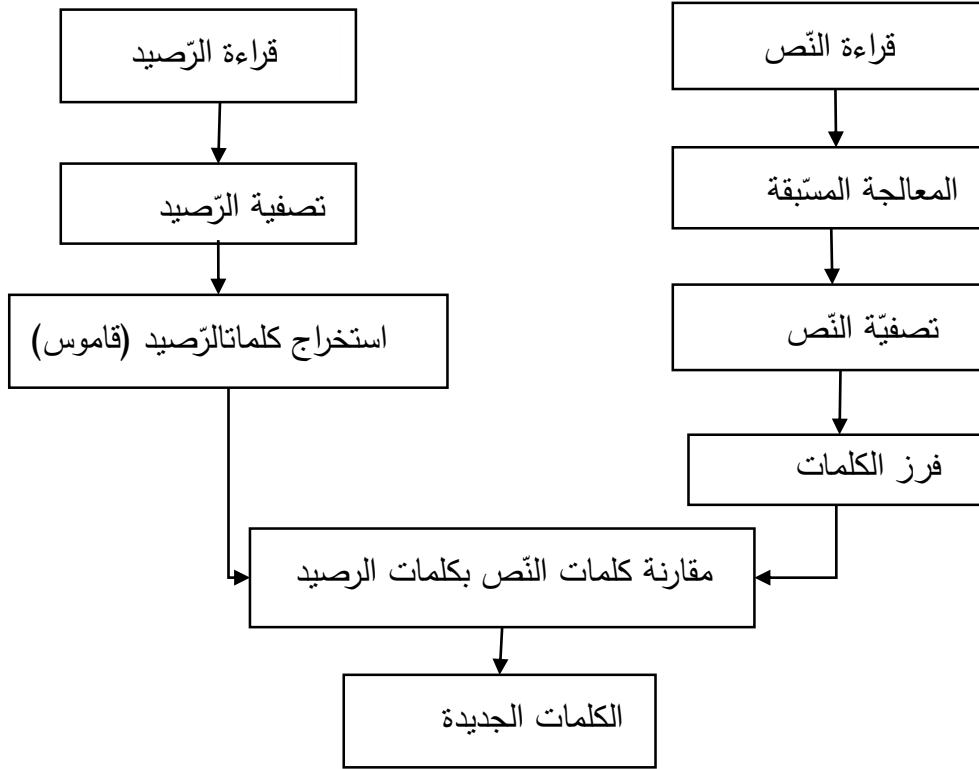 قراءة النّص
قراءة الرّصيد
المعالجة المسّبقة
تصفية الرّصيد
تصفيّة النّص
استخراج كلماتالرّصيد (قاموس)
فرز الكلمات
مقارنة كلمات النّص بكلمات الرصيد
الكلمات الجديدة